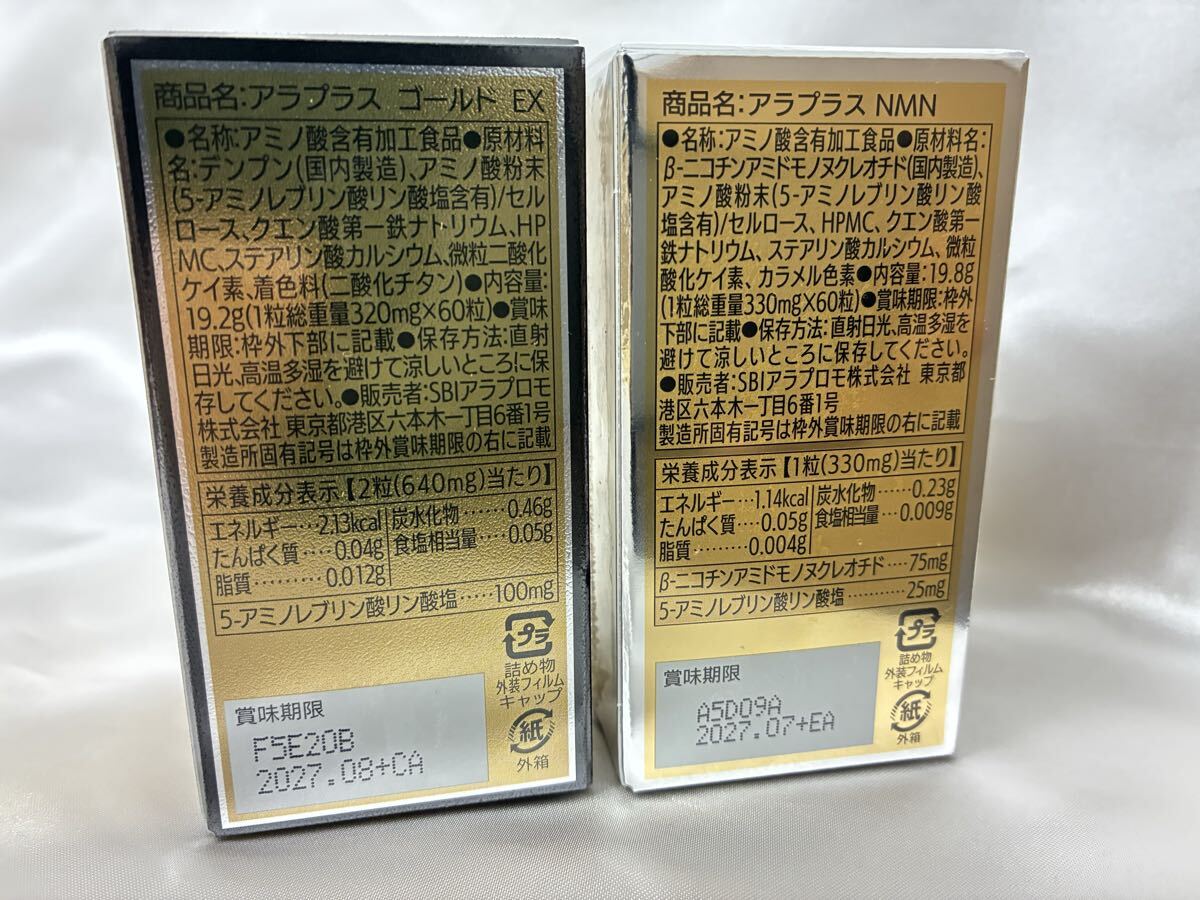 商品名:アラプラス ゴールド EX
●名称:アミノ酸含有加工食品●原材料
名:デンプン(国内製造)、アミノ酸粉末
(5-アミノレブリン酸リン酸塩含有)/セル
ロース、クエン酸第一鉄ナトリウム、HP
MC、ステアリン酸カルシウム、微粒二酸化
ケイ素、着色料(二酸化チタン)●内容量:
19.2g(1粒総重量320mg×60粒)●賞味
期限:枠外下部に記載●保存方法:直射
日光、高温多湿を避けて涼しいところに保
存してください。●販売者:SBIアラプロモ
株式会社 東京都港区六本木一丁目6番1号
製造所固有記号は枠外賞味期限の右に記載
栄養成分表示【2粒(640mg)当たり】
エネルギー…2.13kcal
たんぱく質……0.04g
脂質…………0.012g
炭水化物………0.46g
食塩相当量……0.05g
5-アミノレブリン酸リン酸塩……100mg
プラ
詰め物
外装フィルム
キャップ
紙
外箱
賞味期限
F5E20B
2027.08+CA
商品名:アラプラス NMN
●名称:アミノ酸含有加工食品●原材料名:
β-ニコチンアミドモノヌクレオチド(国内製造)、
アミノ酸粉末(5-アミノレブリン酸リン酸
塩含有)/セルロース、HPMC、クエン酸第一
鉄ナトリウム、ステアリン酸カルシウム、微粒
酸化ケイ素、カラメル色素●内容量:19.8g
(1粒総重量330mg×60粒)●賞味期限:枠外
下部に記載●保存方法:直射日光、高温多湿を
避けて涼しいところに保存してください。
●販売者:SBIアラプロモ株式会社 東京都
港区六本木一丁目6番1号
製造所固有記号は枠外賞味期限の右に記載
栄養成分表示【1粒(330mg)当たり】
エネルギー…1.14kcal
たんぱく質……0.05g
脂質…………0.004g
炭水化物………0.23g
食塩相当量…0.009g
β-ニコチンアミドモノヌクレオチド……75mg
5-アミノレブリン酸リン酸塩…………25mg
プラ
詰め物
外装フィルム
キャップ
紙
外箱
賞味期限
A5D09A
2027.07+EA